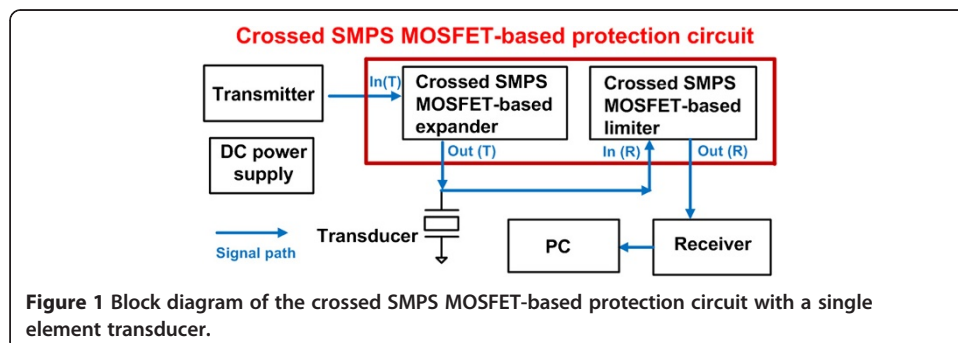 Crossed SMPS MOSFET-based protection circuit
Transmitter
In(T)
Crossed SMPS
MOSFET-based
expander
Crossed SMPS
MOSFET-based
limiter
Out (T)
In (R)
Out (R)
DC power
supply
Signal path
Transducer
PC
Receiver
Figure 1 Block diagram of the crossed SMPS MOSFET-based protection circuit with a single
element transducer.